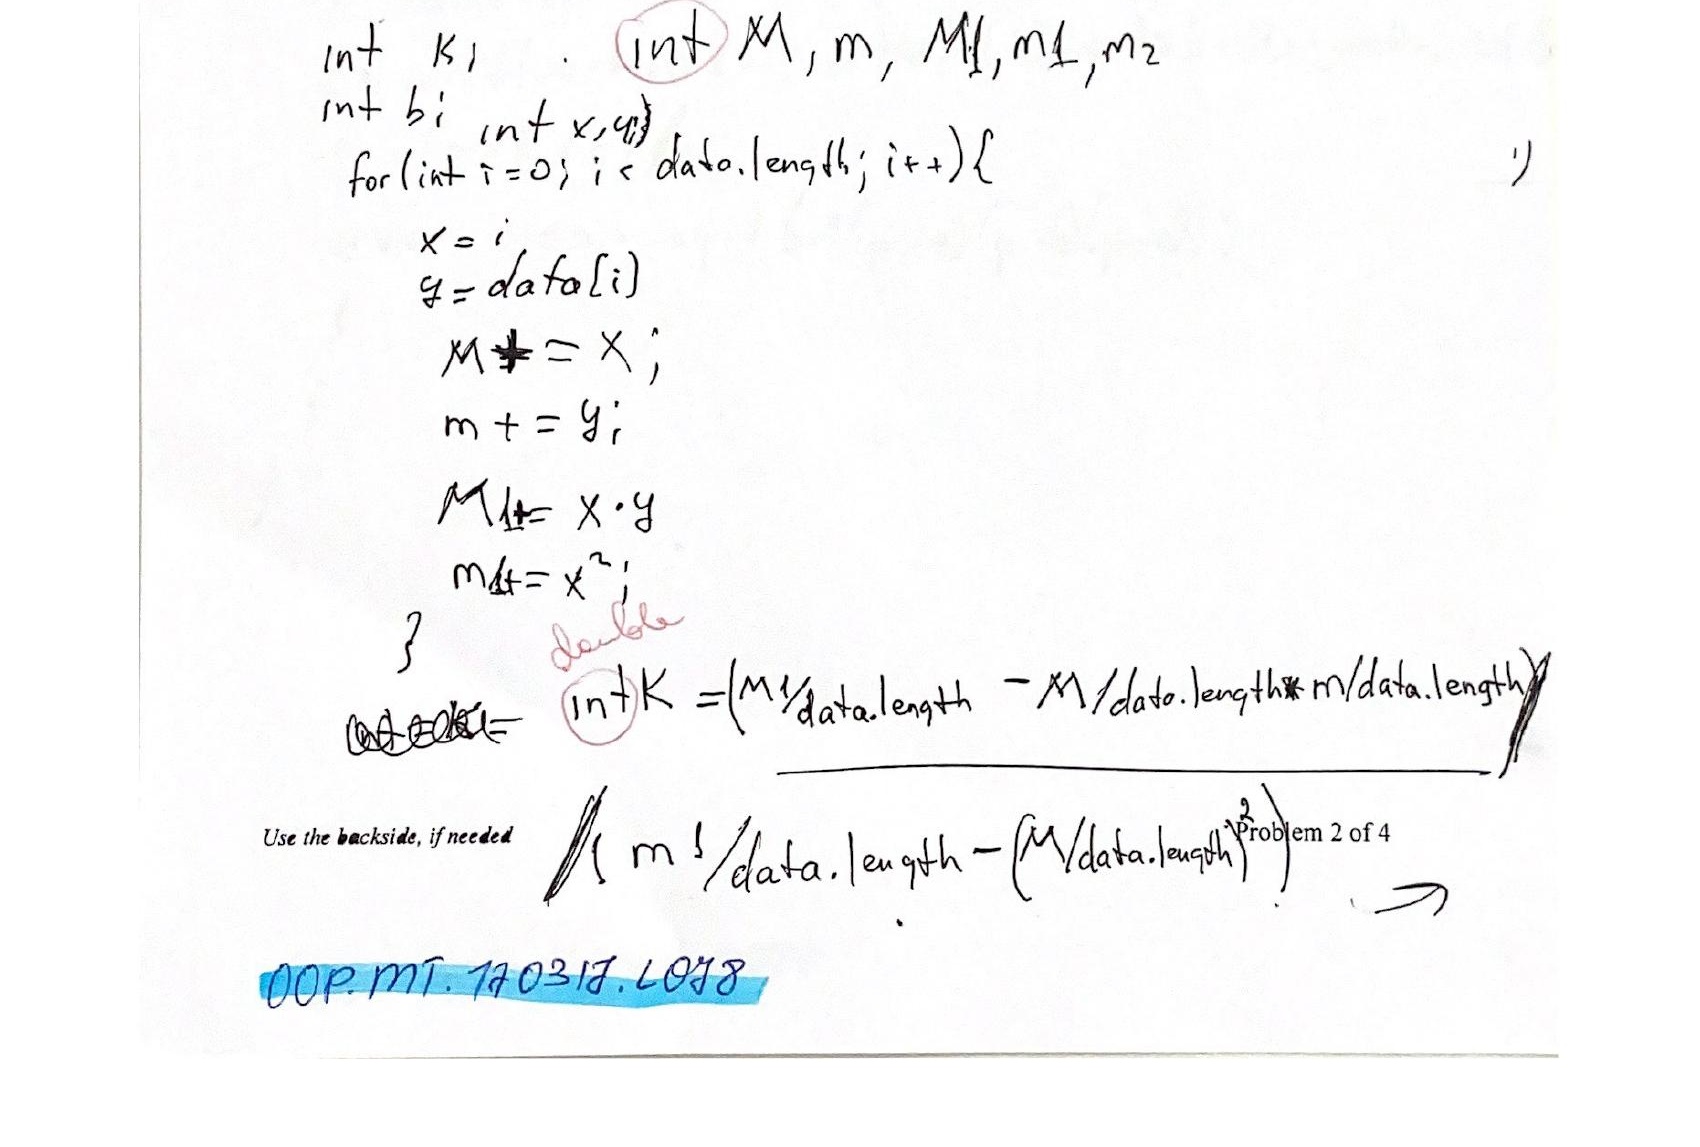 int k; int M, m, M1, m1, m2
int b; int x, y;
for(int i=0; i < data.length; i++){
x = i
y = data[i]
M += x;
m += y;
M1+= x·y
m1+= x²;
}
double
int K = (M1/data.length - M/data.length * m/data.length)
/( m1/data.length - (M/data.length)²)
Use the backside, if needed
Problem 2 of 4
OOP.MT. 170317. L078